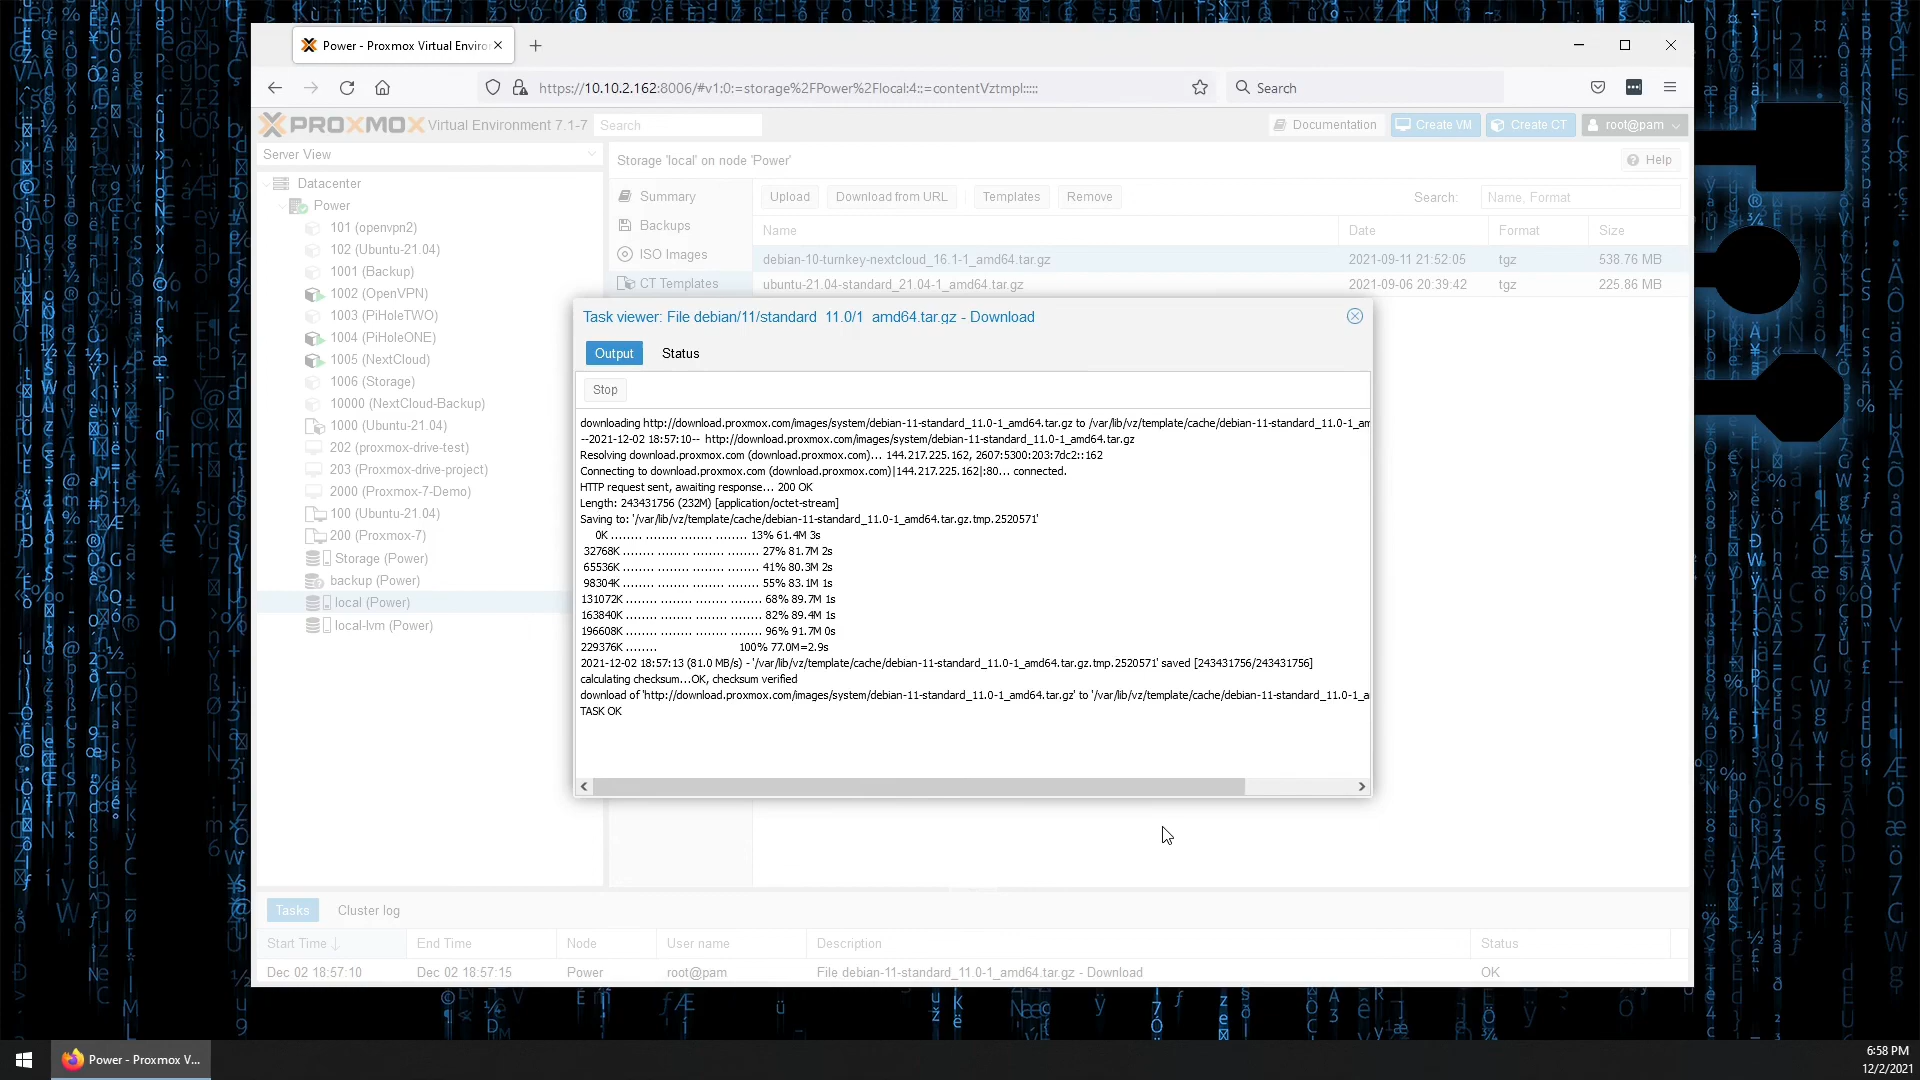 Power - Proxmox Virtual Enviro
https://10.10.2.162:8006/#v1:0:=storage%2FPower%2Flocal:4::=contentVztmpl:::::
Search
PROXMOX Virtual Environment 7.1-7
Search
Documentation
Create VM
Create CT
root@pam
Server View
Storage 'local' on node 'Power'
Help
Datacenter
Power
101 (openvpn2)
102 (Ubuntu-21.04)
1001 (Backup)
1002 (OpenVPN)
1003 (PiHoleTWO)
1004 (PiHoleONE)
1005 (NextCloud)
1006 (Storage)
10000 (NextCloud-Backup)
1000 (Ubuntu-21.04)
202 (proxmox-drive-test)
203 (Proxmox-drive-project)
2000 (Proxmox-7-Demo)
100 (Ubuntu-21.04)
200 (Proxmox-7)
Storage (Power)
backup (Power)
local (Power)
local-lvm (Power)
Summary
Backups
ISO Images
CT Templates
Upload
Download from URL
Templates
Remove
Search:
Name, Format
Name Date Format Size
debian-10-turnkey-nextcloud_16.1-1_amd64.tar.gz 2021-09-11 21:52:05 tgz 538.76 MB
ubuntu-21.04-standard_21.04-1_amd64.tar.gz 2021-09-06 20:39:42 tgz 225.86 MB
Task viewer: File debian/11/standard_11.0/1_amd64.tar.gz - Download
Output
Status
Stop
downloading http://download.proxmox.com/images/system/debian-11-standard_11.0-1_amd64.tar.gz to /var/lib/vz/template/cache/debian-11-standard_11.0-1_am
--2021-12-02 18:57:10-- http://download.proxmox.com/images/system/debian-11-standard_11.0-1_amd64.tar.gz
Resolving download.proxmox.com (download.proxmox.com)... 144.217.225.162, 2607:5300:203:7dc2::162
Connecting to download.proxmox.com (download.proxmox.com)|144.217.225.162|:80... connected.
HTTP request sent, awaiting response... 200 OK
Length: 243431756 (232M) [application/octet-stream]
Saving to: '/var/lib/vz/template/cache/debian-11-standard_11.0-1_amd64.tar.gz.tmp.2520571'
0K ........ ........ ........ ........ 13% 61.4M 3s
32768K ........ ........ ........ ........ 27% 81.7M 2s
65536K ........ ........ ........ ........ 41% 80.3M 2s
98304K ........ ........ ........ ........ 55% 83.1M 1s
131072K ........ ........ ........ ........ 68% 89.7M 1s
163840K ........ ........ ........ ........ 82% 89.4M 1s
196608K ........ ........ ........ ........ 96% 91.7M 0s
229376K ........ 100% 77.0M=2.9s
2021-12-02 18:57:13 (81.0 MB/s) - '/var/lib/vz/template/cache/debian-11-standard_11.0-1_amd64.tar.gz.tmp.2520571' saved [243431756/243431756]
calculating checksum...OK, checksum verified
download of 'http://download.proxmox.com/images/system/debian-11-standard_11.0-1_amd64.tar.gz' to '/var/lib/vz/template/cache/debian-11-standard_11.0-1_a
TASK OK
Tasks
Cluster log
Start Time End Time Node User name Description Status
Dec 02 18:57:10 Dec 02 18:57:15 Power root@pam File debian-11-standard_11.0-1_amd64.tar.gz - Download OK
Power - Proxmox V...
6:58 PM
12/2/2021